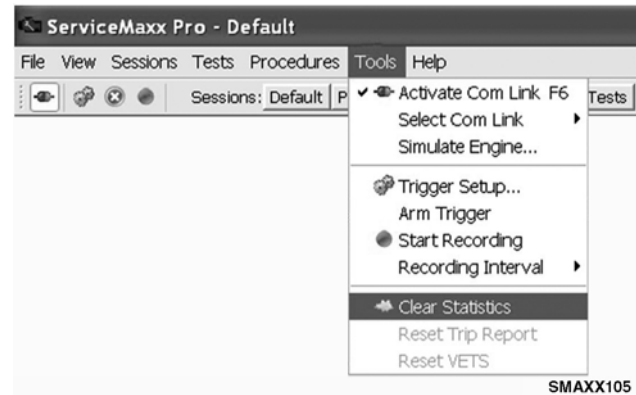 ServiceMaxx Pro - Default
File View Sessions Tests Procedures Tools Help
Sessions: Default P Tests
Activate Com Link F6
Select Com Link
Simulate Engine...
Trigger Setup...
Arm Trigger
Start Recording
Recording Interval
Clear Statistics
Reset Trip Report
Reset VETS
SMAXX105